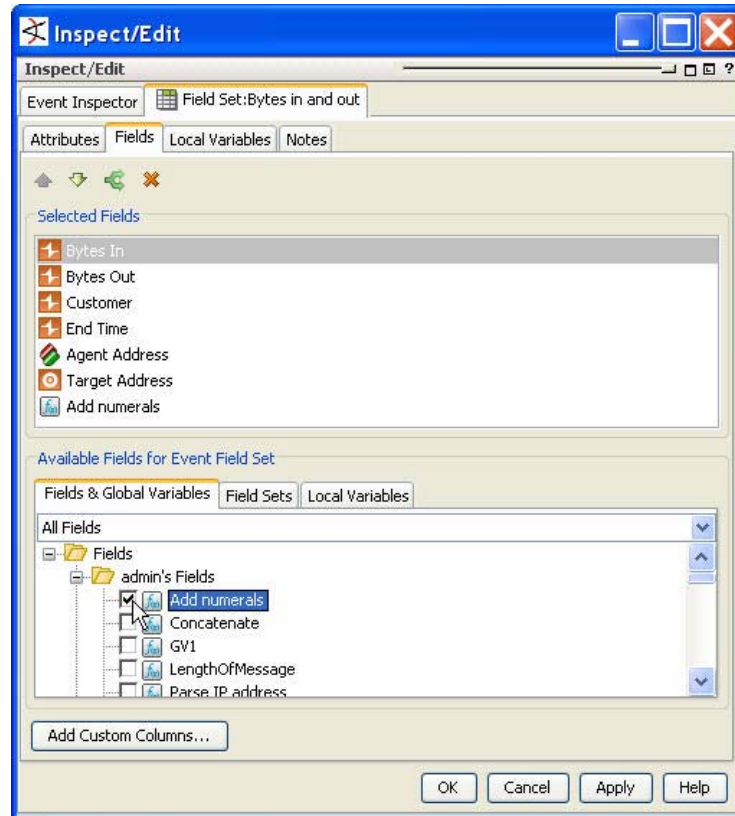 Inspect/Edit
Inspect/Edit ?
Event Inspector Field Set:Bytes in and out
Attributes Fields Local Variables Notes
Selected Fields
Bytes In
Bytes Out
Customer
End Time
Agent Address
Target Address
Add numerals
Available Fields for Event Field Set
Fields & Global Variables Field Sets Local Variables
All Fields
Fields
admin's Fields
Add numerals
Concatenate
GV1
LengthOfMessage
Parse IP address
Add Custom Columns...
OK Cancel Apply Help